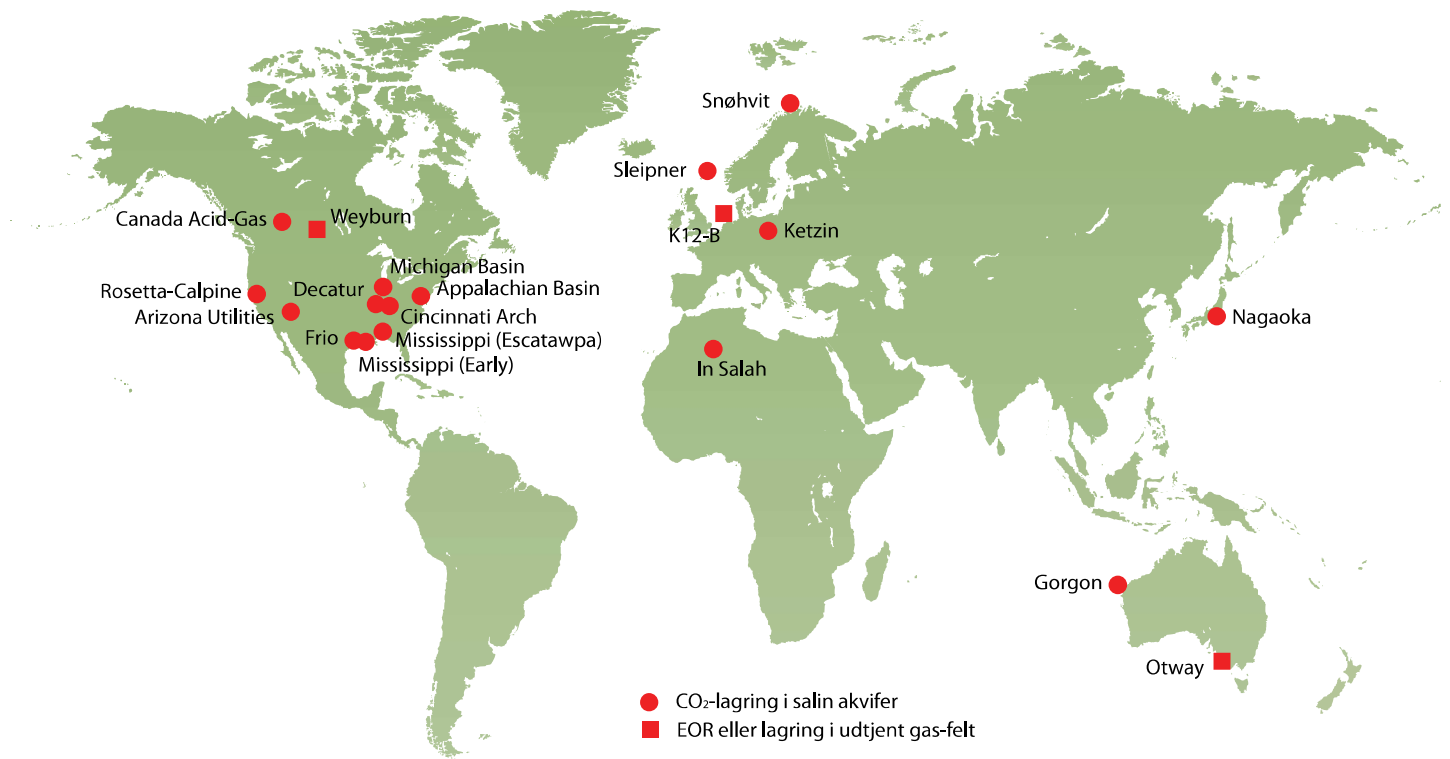 Snøhvit
Sleipner
Canada Acid-Gas
Weyburn
K12-B
Ketzin
Michigan Basin
Rosetta-Calpine
Decatur
Appalachian Basin
Arizona Utilities
Cincinnati Arch
Nagaoka
Frio
Mississippi (Escatawpa)
Mississippi (Early)
In Salah
Gorgon
Otway
CO₂-lagring i salin akvifer
EOR eller lagring i udtjent gas-felt